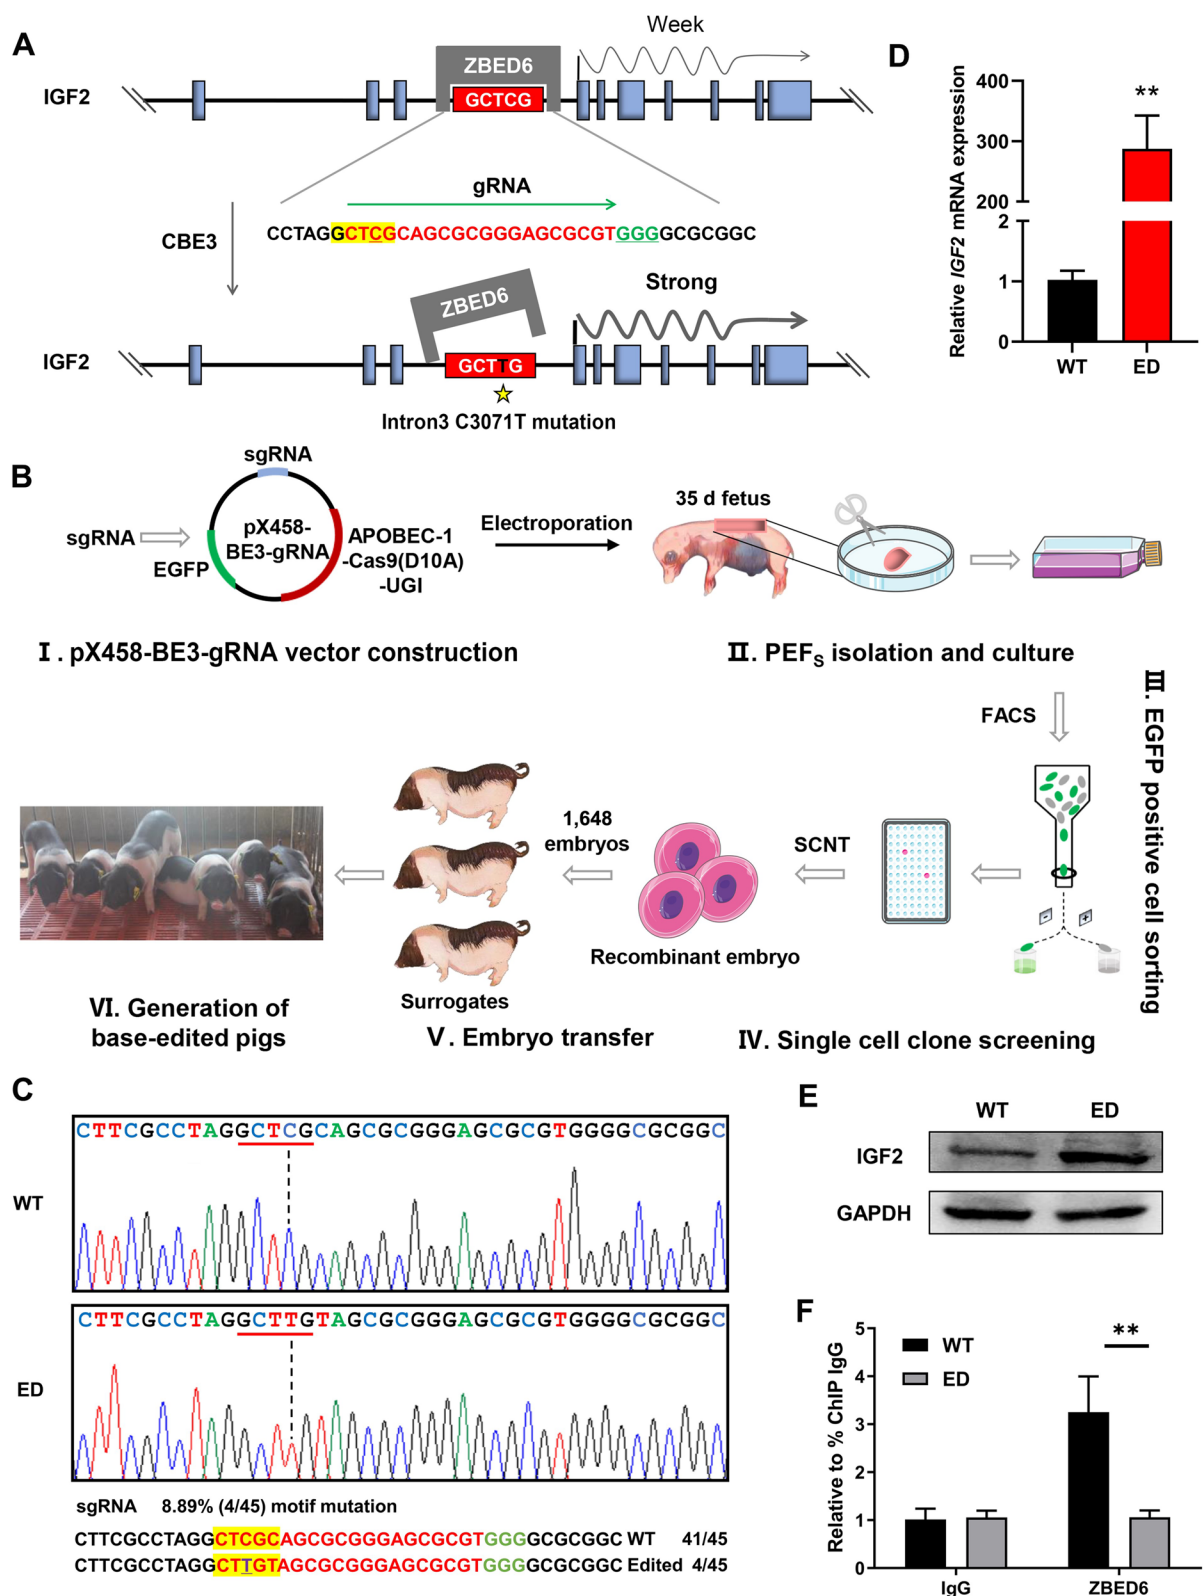 A
Week
ZBED6
IGF2
GCTCG
gRNA
CCTAGGCTCGCAGCGCGGGAGCGCGTGGGGCGCGGC
CBE3
ZBED6
Strong
IGF2
GCTTG
Intron3 C3071T mutation
D
Relative IGF2 mRNA expression
400
300
200
2
1
0
**
WT
ED
B
sgRNA
sgRNA
pX458-
BE3-gRNA
EGFP
APOBEC-1
-Cas9(D10A)
-UGI
Electroporation
35 d fetus
Ⅰ. pX458-BE3-gRNA vector construction
Ⅱ. PEFS isolation and culture
FACS
Ⅲ. EGFP positive cell sorting
-
+
SCNT
1,648
embryos
Recombinant embryo
Surrogates
Ⅵ. Generation of
base-edited pigs
Ⅴ. Embryo transfer
Ⅳ. Single cell clone screening
C
CTTCGCCTAGGCTCGCAGCGCGGGAGCGCGTGGGGCGCGGC
WT
CTTCGCCTAGGCTTGTAGCGCGGGAGCGCGTGGGGCGCGGC
ED
sgRNA 8.89% (4/45) motif mutation
CTTCGCCTAGGCTCGCAGCGCGGGAGCGCGTGGGGCGCGGC WT 41/45
CTTCGCCTAGGCTTGTAGCGCGGGAGCGCGTGGGGCGCGGC Edited 4/45
E
WT
ED
IGF2
GAPDH
F
Relative to % ChIP IgG
5
4
3
2
1
0
WT
ED
**
IgG
ZBED6